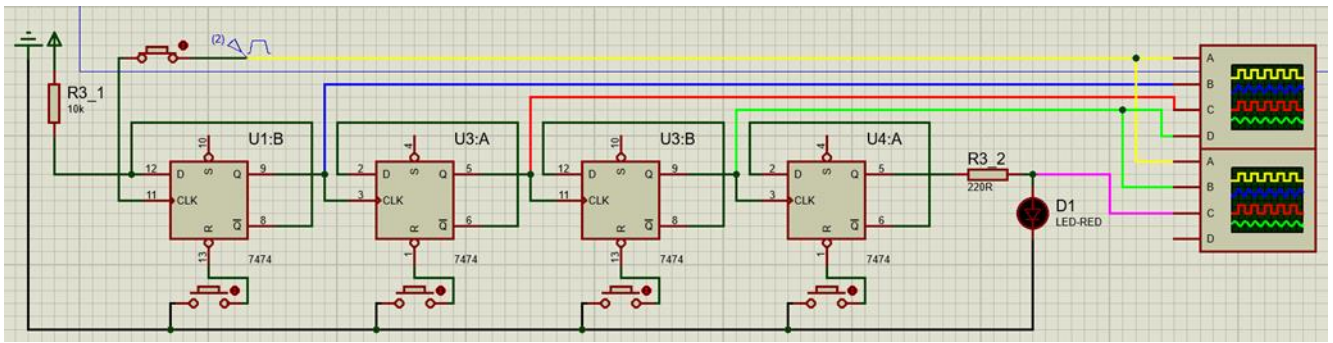 (2)
A
B
C
D
A
B
C
D
R3_1
10k
U1:B
10
12
D
S
Q
9
11
CLK
R
Q
8
13
7474
U3:A
4
2
D
S
Q
5
3
CLK
R
Q
6
1
7474
U3:B
10
12
D
S
Q
9
11
CLK
R
Q
8
13
7474
U4:A
4
2
D
S
Q
5
3
CLK
R
Q
6
1
7474
R3_2
220R
D1
LED-RED